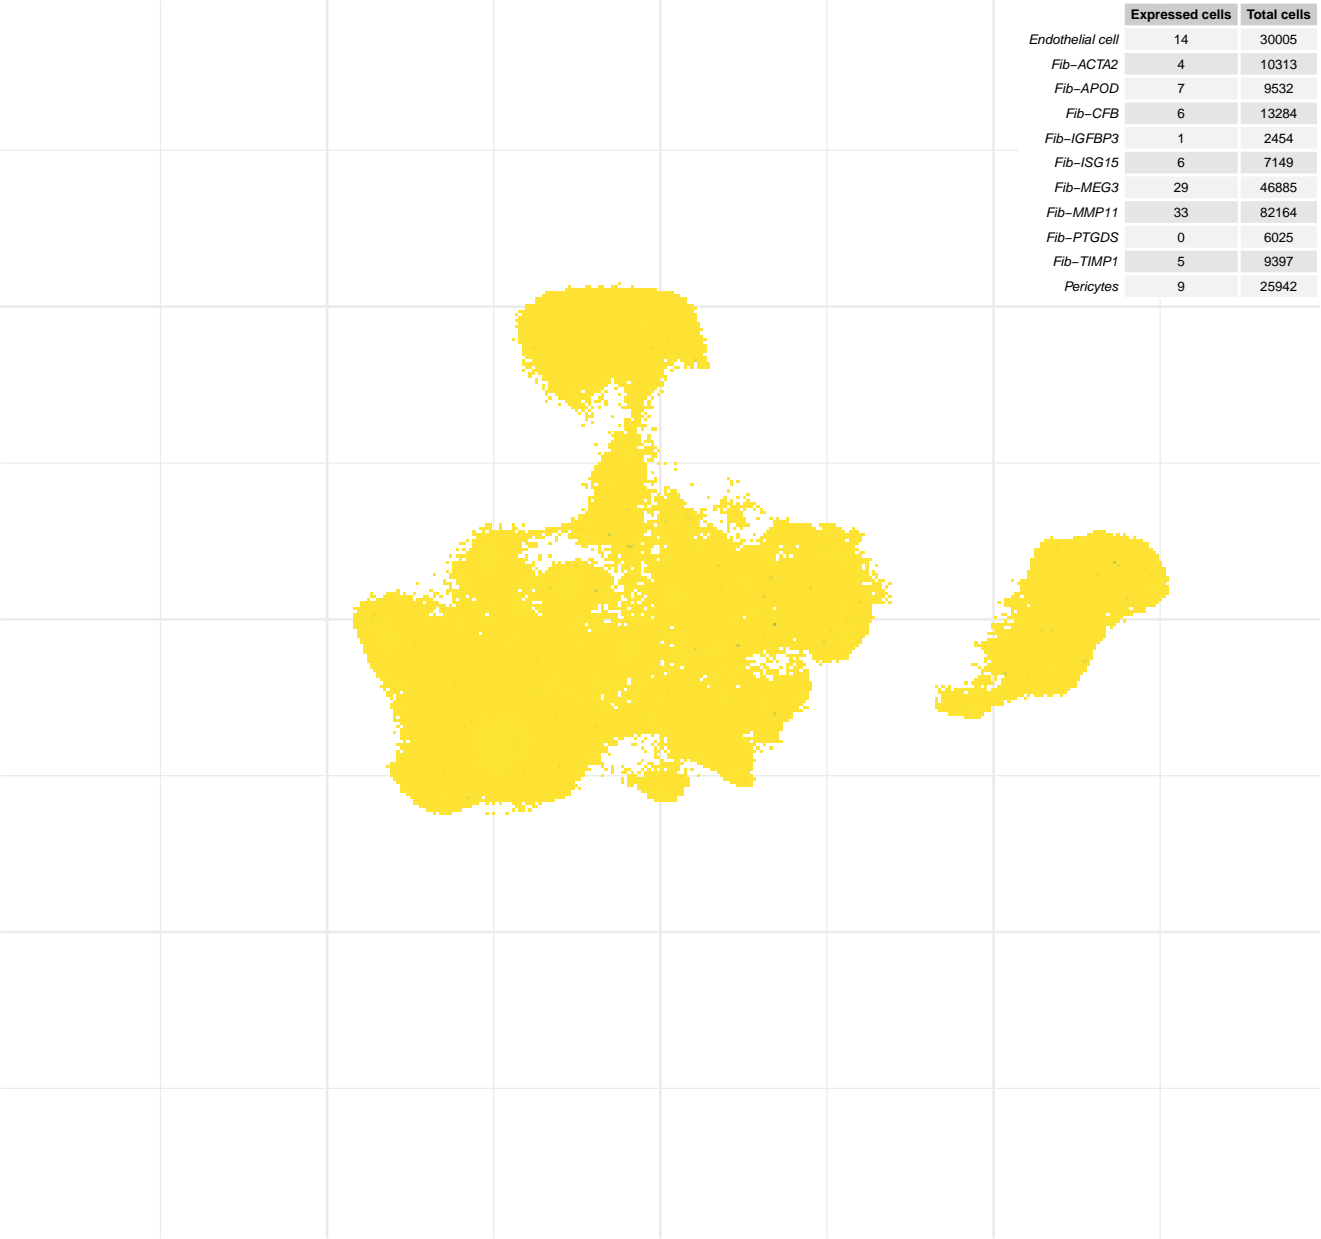 Expressed cells Total cells
Endothelial cell 14 30005
Fib−ACTA2 4 10313
Fib−APOD 7 9532
Fib−CFB 6 13284
Fib−IGFBP3 1 2454
Fib−ISG15 6 7149
Fib−MEG3 29 46885
Fib−MMP11 33 82164
Fib−PTGDS 0 6025
Fib−TIMP1 5 9397
Pericytes 9 25942